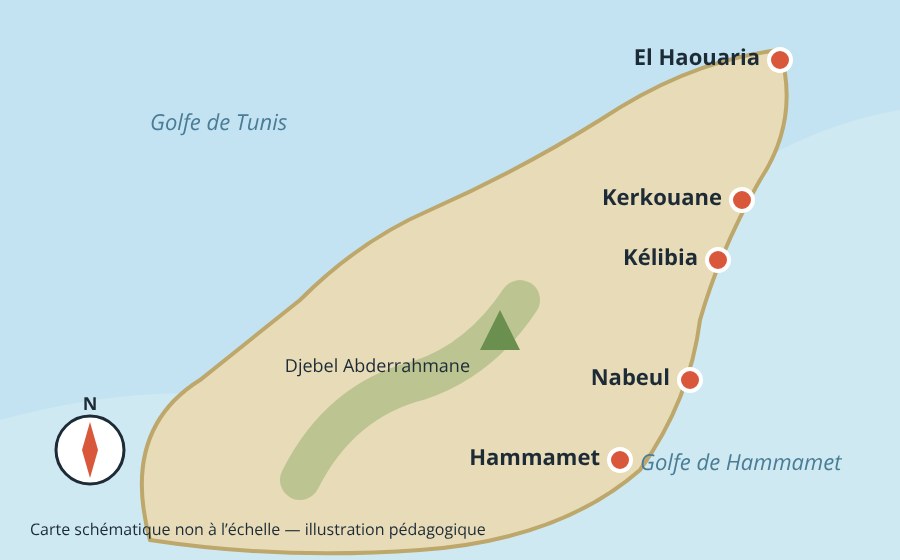 El Haouaria
Golfe de Tunis
Kerkouane
Kélibia
Djebel Abderrahmane
Nabeul
N
Hammamet
Golfe de Hammamet
Carte schématique non à l’échelle — illustration pédagogique